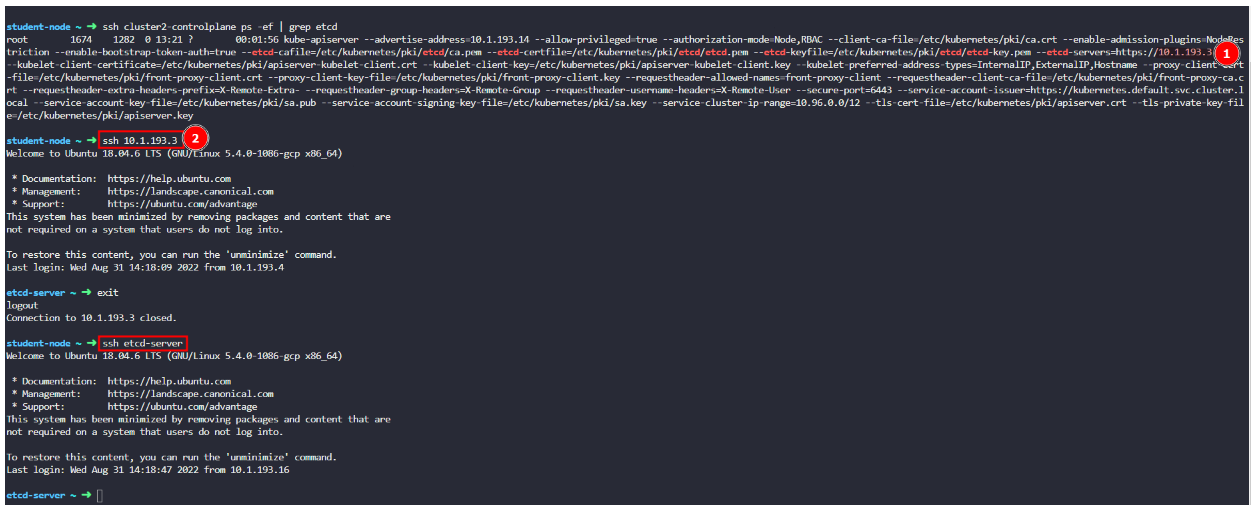 student-node ~ ➜ ssh cluster2-controlplane ps -ef | grep etcd
root 1674 1282 0 13:21 ? 00:01:56 kube-apiserver --advertise-address=10.1.193.14 --allow-privileged=true --authorization-mode=Node,RBAC --client-ca-file=/etc/kubernetes/pki/ca.crt --enable-admission-plugins=NodeRes
triction --enable-bootstrap-token-auth=true --etcd-cafile=/etc/kubernetes/pki/etcd/ca.pem --etcd-certfile=/etc/kubernetes/pki/etcd/etcd.pem --etcd-keyfile=/etc/kubernetes/pki/etcd/etcd-key.pem --etcd-servers=https://10.1.193.3 1
--kubelet-client-certificate=/etc/kubernetes/pki/apiserver-kubelet-client.crt --kubelet-client-key=/etc/kubernetes/pki/apiserver-kubelet-client.key --kubelet-preferred-address-types=InternalIP,ExternalIP,Hostname --proxy-client-cert
-file=/etc/kubernetes/pki/front-proxy-client.crt --proxy-client-key-file=/etc/kubernetes/pki/front-proxy-client.key --requestheader-allowed-names=front-proxy-client --requestheader-client-ca-file=/etc/kubernetes/pki/front-proxy-ca.c
rt --requestheader-extra-headers-prefix=X-Remote-Extra- --requestheader-group-headers=X-Remote-Group --requestheader-username-headers=X-Remote-User --secure-port=6443 --service-account-issuer=https://kubernetes.default.svc.cluster.l
ocal --service-account-key-file=/etc/kubernetes/pki/sa.pub --service-account-signing-key-file=/etc/kubernetes/pki/sa.key --service-cluster-ip-range=10.96.0.0/12 --tls-cert-file=/etc/kubernetes/pki/apiserver.crt --tls-private-key-fil
e=/etc/kubernetes/pki/apiserver.key
student-node ~ ➜ ssh 10.1.193.3 2
Welcome to Ubuntu 18.04.6 LTS (GNU/Linux 5.4.0-1086-gcp x86_64)
* Documentation: https://help.ubuntu.com
* Management: https://landscape.canonical.com
* Support: https://ubuntu.com/advantage
This system has been minimized by removing packages and content that are
not required on a system that users do not log into.
To restore this content, you can run the 'unminimize' command.
Last login: Wed Aug 31 14:18:09 2022 from 10.1.193.4
etcd-server ~ ➜ exit
logout
Connection to 10.1.193.3 closed.
student-node ~ ➜ ssh etcd-server
Welcome to Ubuntu 18.04.6 LTS (GNU/Linux 5.4.0-1086-gcp x86_64)
* Documentation: https://help.ubuntu.com
* Management: https://landscape.canonical.com
* Support: https://ubuntu.com/advantage
This system has been minimized by removing packages and content that are
not required on a system that users do not log into.
To restore this content, you can run the 'unminimize' command.
Last login: Wed Aug 31 14:18:47 2022 from 10.1.193.16
etcd-server ~ ➜